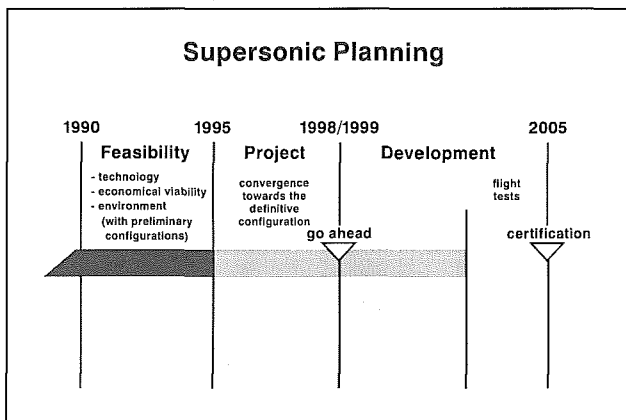 Supersonic Planning
1990
1995
1998/1999
2005
Feasibility
Project
Development
- technology
- economical viability
- environment
(with preliminary
configurations)
convergence
towards the
definitive
configuration
flight
tests
go ahead
certification